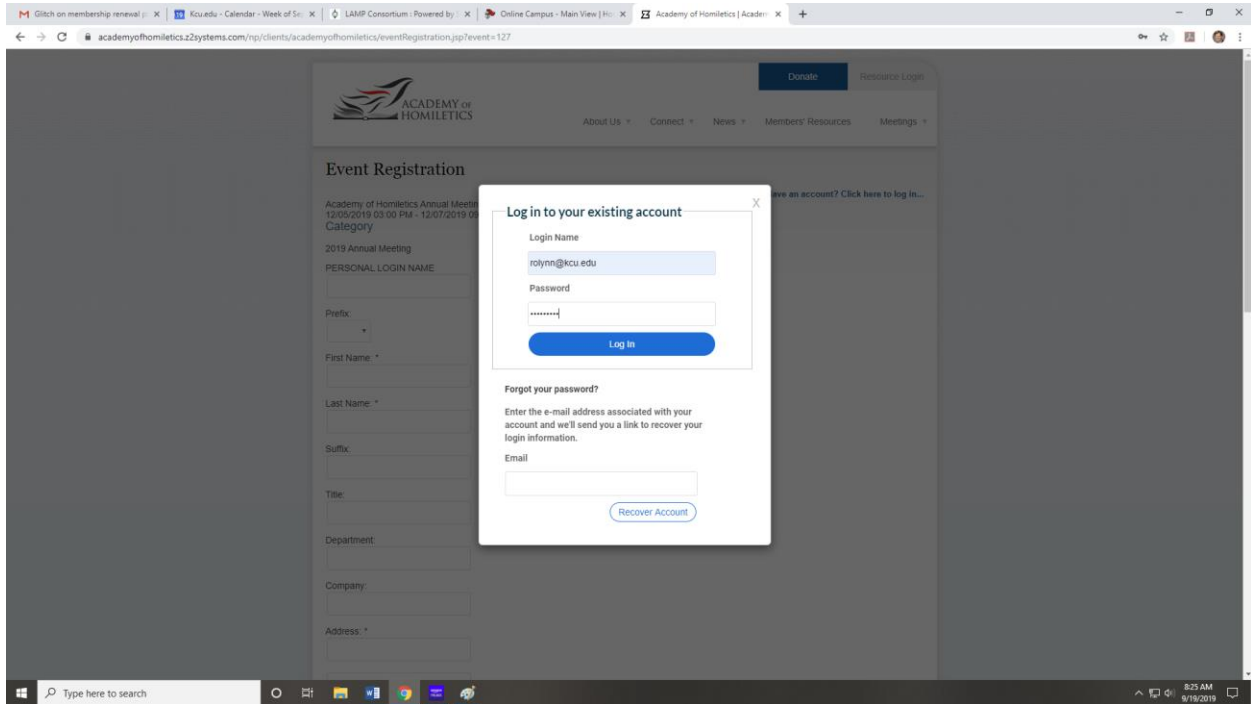 Glitch on membership renewal p
Kcu.edu - Calendar - Week of Se
LAMP Consortium : Powered by
Online Campus - Main View | Ho
Academy of Homiletics | Academ
academyofhomiletics.z2systems.com/np/clients/academyofhomiletics/eventRegistration.jsp?event=127
Donate
Resource Login
ACADEMY OF
HOMILETICS
About Us
Connect
News
Members' Resources
Meetings
Event Registration
ave an account? Click here to log in...
Academy of Homiletics Annual Meetin
12/05/2019 03:00 PM - 12/07/2019 09
Category
2019 Annual Meeting
PERSONAL LOGIN NAME
Prefix:
First Name: *
Last Name: *
Suffix:
Title:
Department:
Company:
Address: *
X
Log in to your existing account
Login Name
rolynn@kcu.edu
Password
•••••••••
Log In
Forgot your password?
Enter the e-mail address associated with your
account and we'll send you a link to recover your
login information.
Email
Recover Account
Type here to search
8:25 AM
9/19/2019